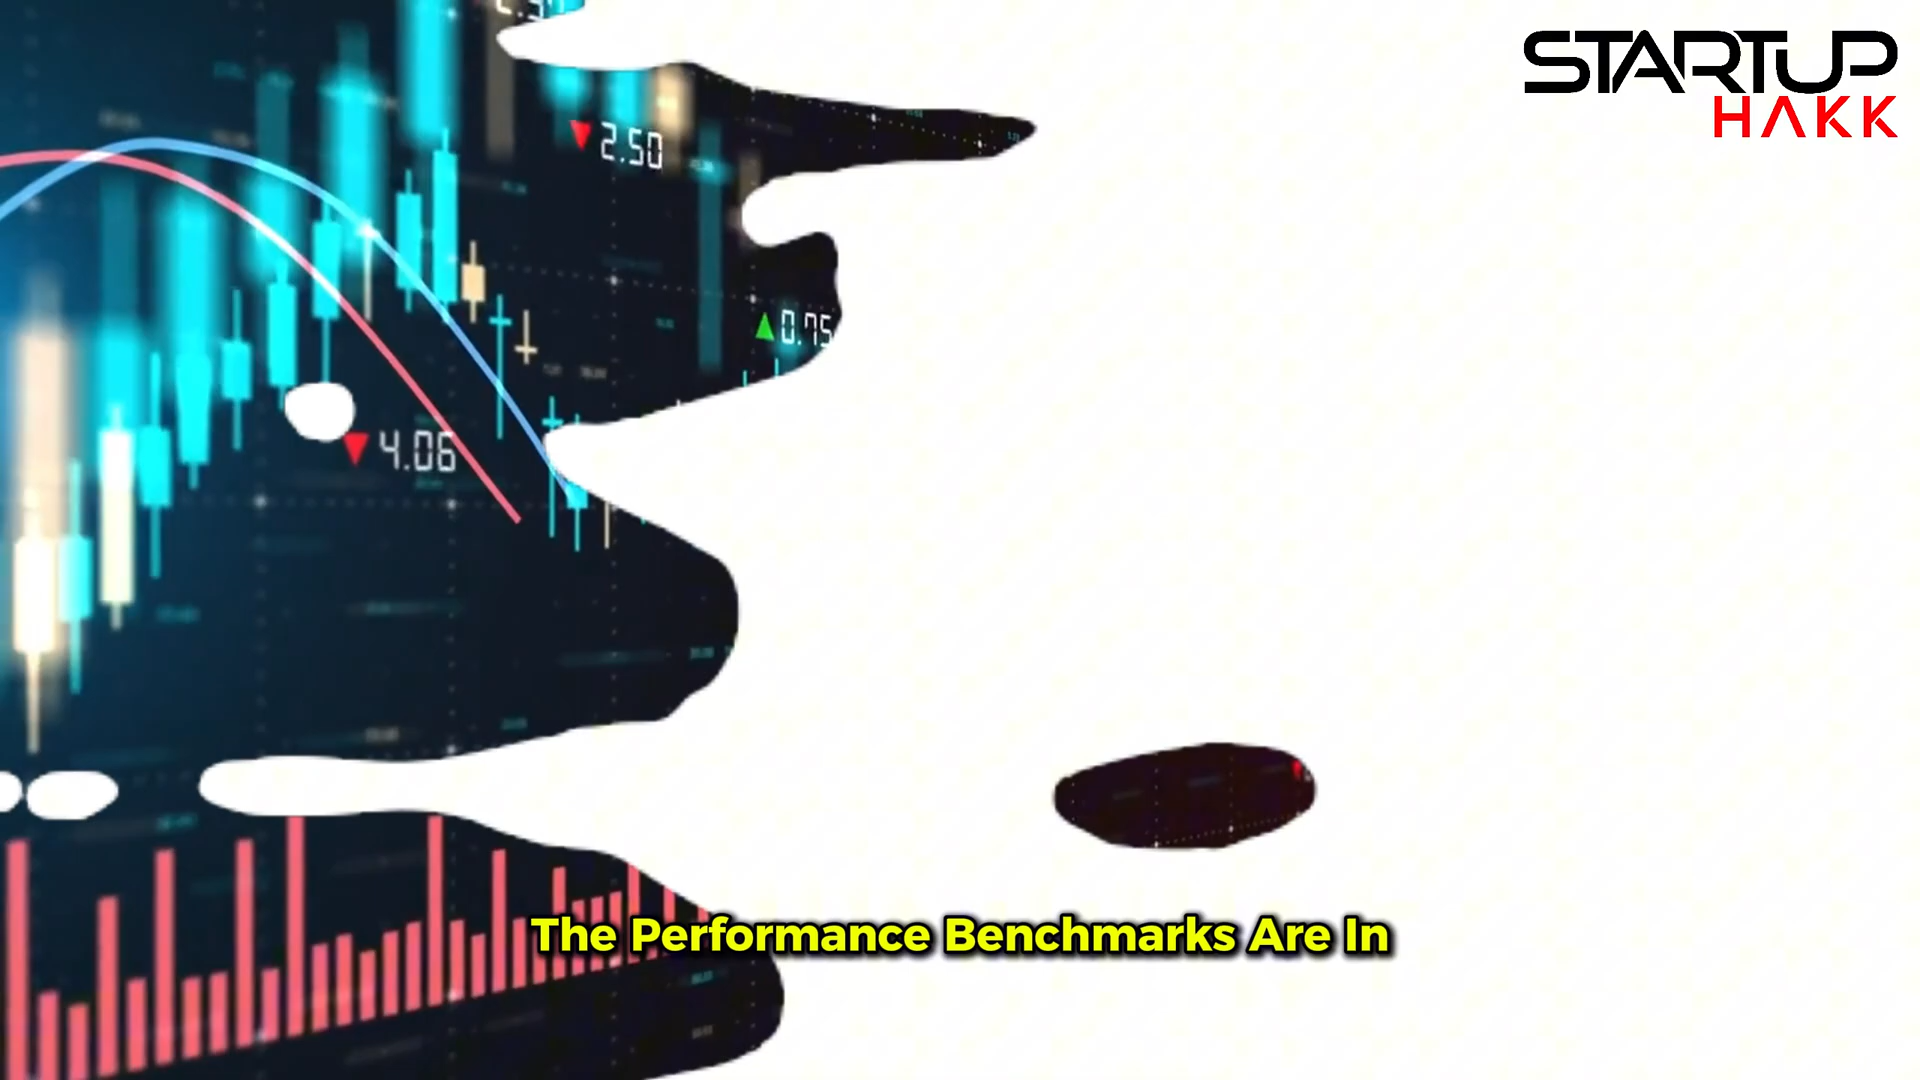 STARTUP
HAKK
2.50
0.75
4.06
The Performance Benchmarks Are In